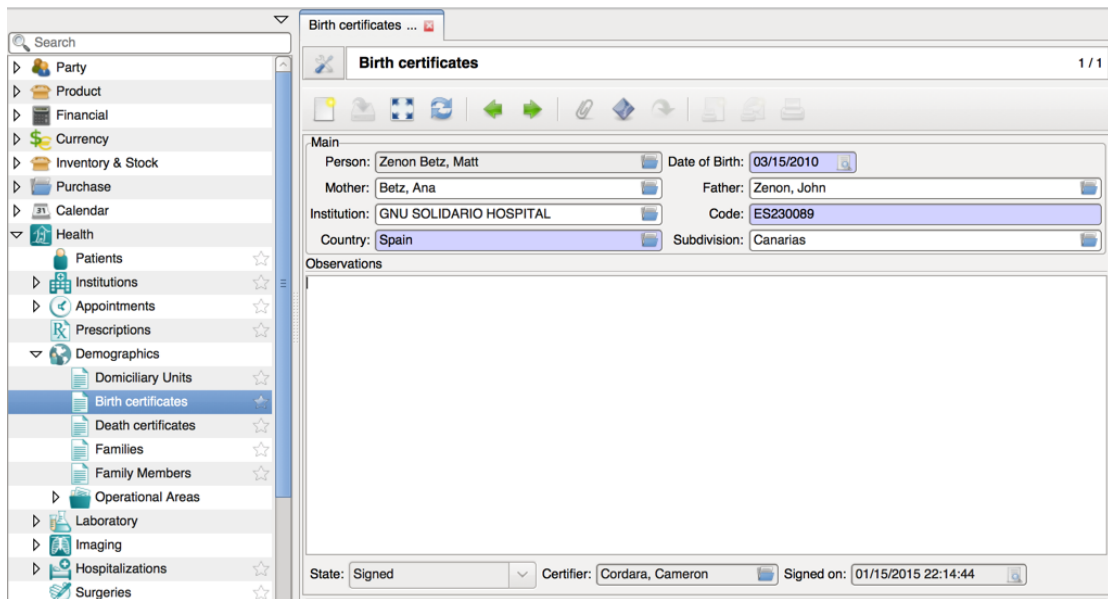 Birth certificates ...
Search
Party
Product
Financial
Currency
Inventory & Stock
Purchase
31 Calendar
Health
Patients
Institutions
Appointments
Prescriptions
Demographics
Domiciliary Units
Birth certificates
Death certificates
Families
Family Members
Operational Areas
Laboratory
Imaging
Hospitalizations
Surgeries
Birth certificates 1 / 1
Main
Person: Zenon Betz, Matt Date of Birth: 03/15/2010
Mother: Betz, Ana Father: Zenon, John
Institution: GNU SOLIDARIO HOSPITAL Code: ES230089
Country: Spain Subdivision: Canarias
Observations
State: Signed Certifier: Cordara, Cameron Signed on: 01/15/2015 22:14:44